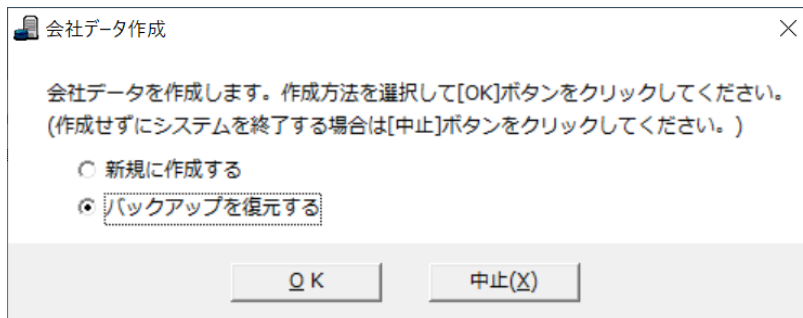 会社データ作成
会社データを作成します。作成方法を選択して[OK]ボタンをクリックしてください。
(作成せずにシステムを終了する場合は[中止]ボタンをクリックしてください。)
新規に作成する
バックアップを復元する
OK 中止(X)